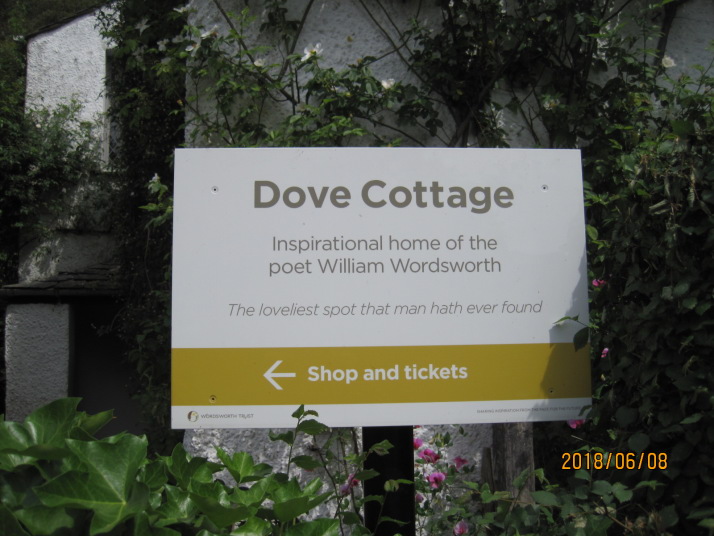 Dove Cottage
Inspirational home of the
poet William Wordsworth
The loveliest spot that man hath ever found
Shop and tickets
WORDSWORTH TRUST
2018/06/08